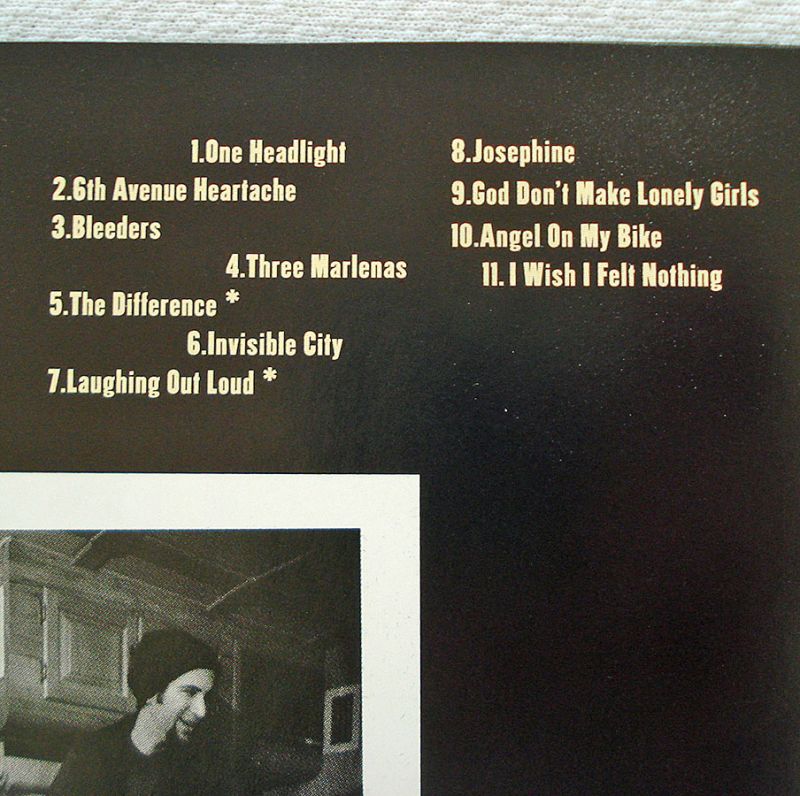 1.One Headlight
2.6th Avenue Heartache
3.Bleeders
4.Three Marlenas
5.The Difference *
6.Invisible City
7.Laughing Out Loud *
8.Josephine
9.God Don't Make Lonely Girls
10.Angel On My Bike
11. I Wish I Felt Nothing